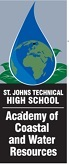 ST. JOHNS TECHNICAL
HIGH SCHOOL
Academy of
Coastal
and Water
Resources